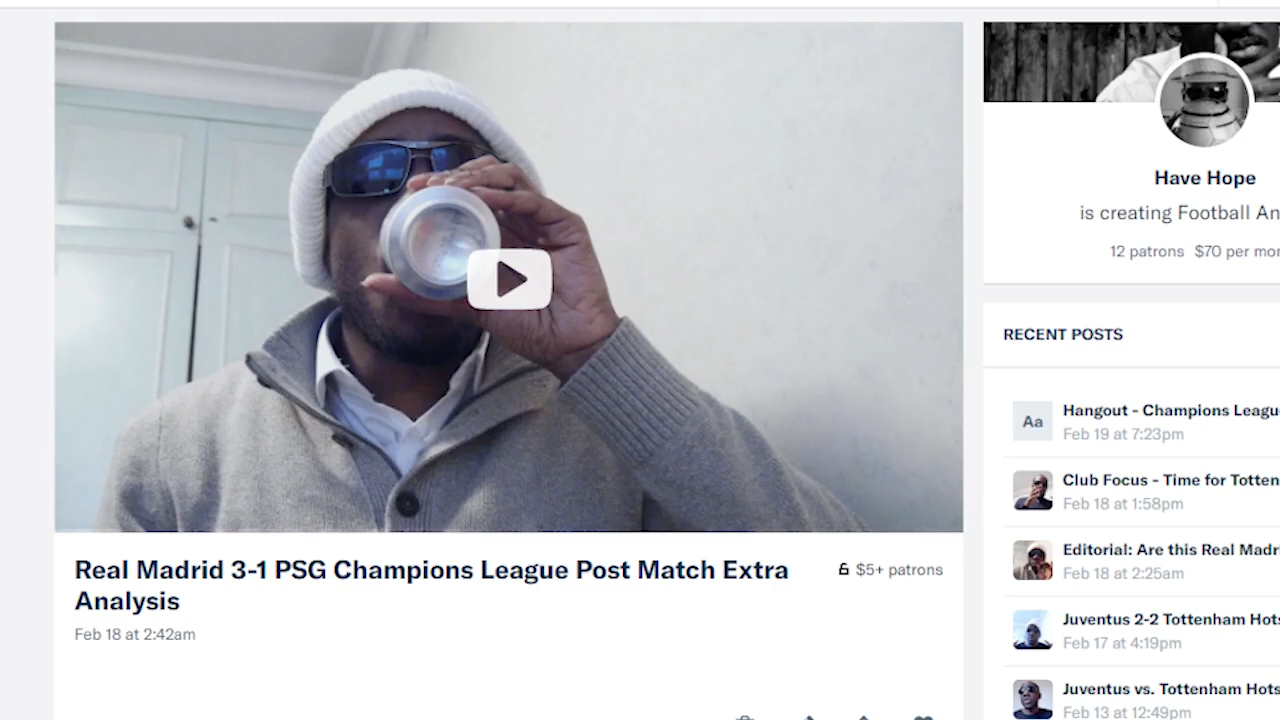 Real Madrid 3-1 PSG Champions League Post Match Extra
Analysis
$5+ patrons
Feb 18 at 2:42am
Have Hope
is creating Football An
12 patrons $70 per mon
RECENT POSTS
Aa
Hangout - Champions Leagu
Feb 19 at 7:23pm
Club Focus - Time for Totten
Feb 18 at 1:58pm
Editorial: Are this Real Madri
Feb 18 at 2:25am
Juventus 2-2 Tottenham Hots
Feb 17 at 4:19pm
Juventus vs. Tottenham Hots
Feb 13 at 12:49pm